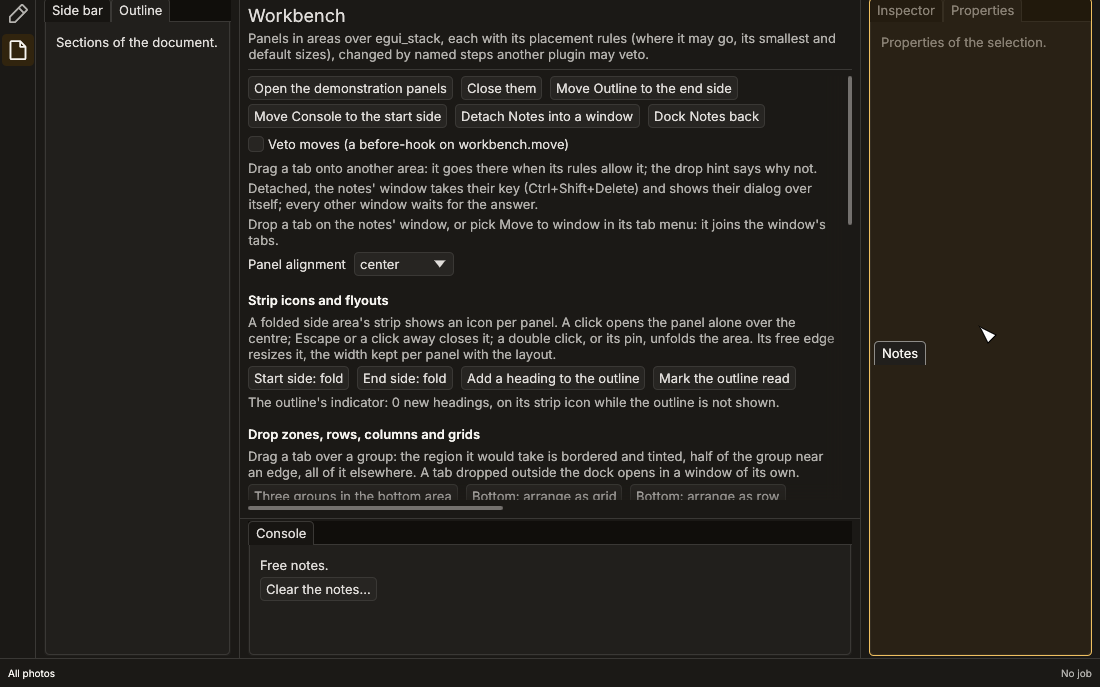 Side bar
Outline
Sections of the document.
Workbench
Panels in areas over egui_stack, each with its placement rules (where it may go, its smallest and
default sizes), changed by named steps another plugin may veto.
Open the demonstration panels
Close them
Move Outline to the end side
Move Console to the start side
Detach Notes into a window
Dock Notes back
Veto moves (a before-hook on workbench.move)
Drag a tab onto another area: it goes there when its rules allow it; the drop hint says why not.
Detached, the notes' window takes their key (Ctrl+Shift+Delete) and shows their dialog over
itself; every other window waits for the answer.
Drop a tab on the notes' window, or pick Move to window in its tab menu: it joins the window's
tabs.
Panel alignment
center
Strip icons and flyouts
A folded side area's strip shows an icon per panel. A click opens the panel alone over the
centre; Escape or a click away closes it; a double click, or its pin, unfolds the area. Its free edge
resizes it, the width kept per panel with the layout.
Start side: fold
End side: fold
Add a heading to the outline
Mark the outline read
The outline's indicator: 0 new headings, on its strip icon while the outline is not shown.
Drop zones, rows, columns and grids
Drag a tab over a group: the region it would take is bordered and tinted, half of the group near
an edge, all of it elsewhere. A tab dropped outside the dock opens in a window of its own.
Three groups in the bottom area
Bottom: arrange as grid
Bottom: arrange as row
Console
Free notes.
Clear the notes...
Inspector
Properties
Properties of the selection.
Notes
All photos
No job